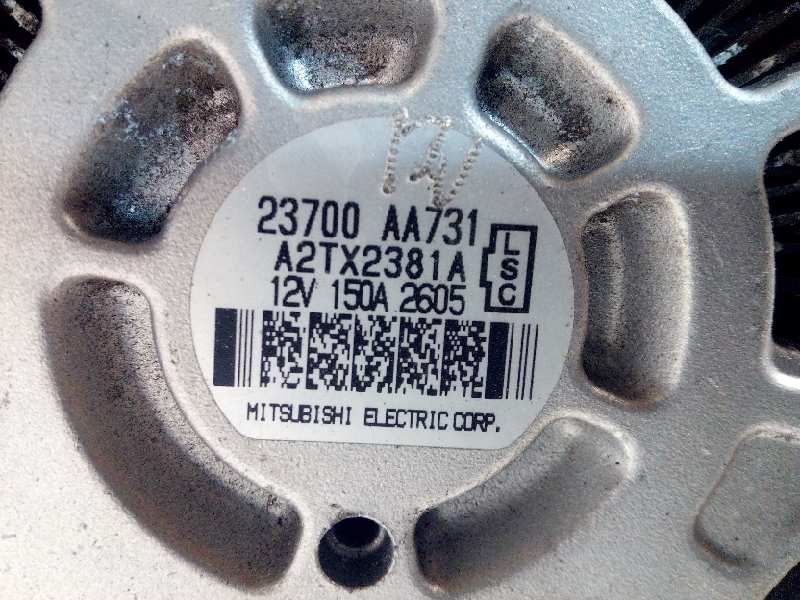 23700 AA731
A2TX2381A
12V 150A 2605
LSC
MITSUBISHI ELECTRIC CORP.